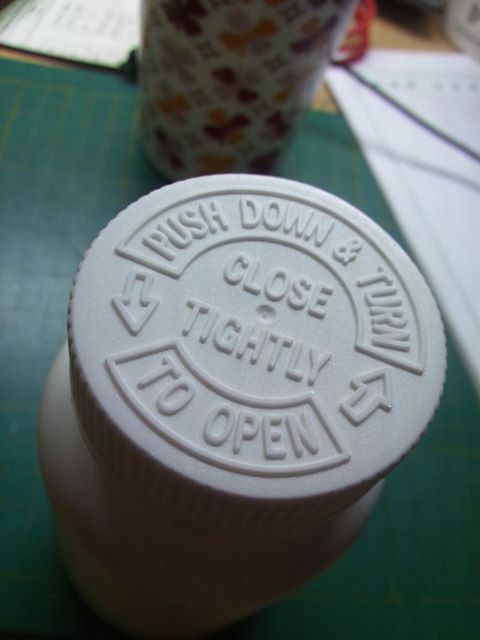 PUSH DOWN & TURN
CLOSE
TIGHTLY
TO OPEN